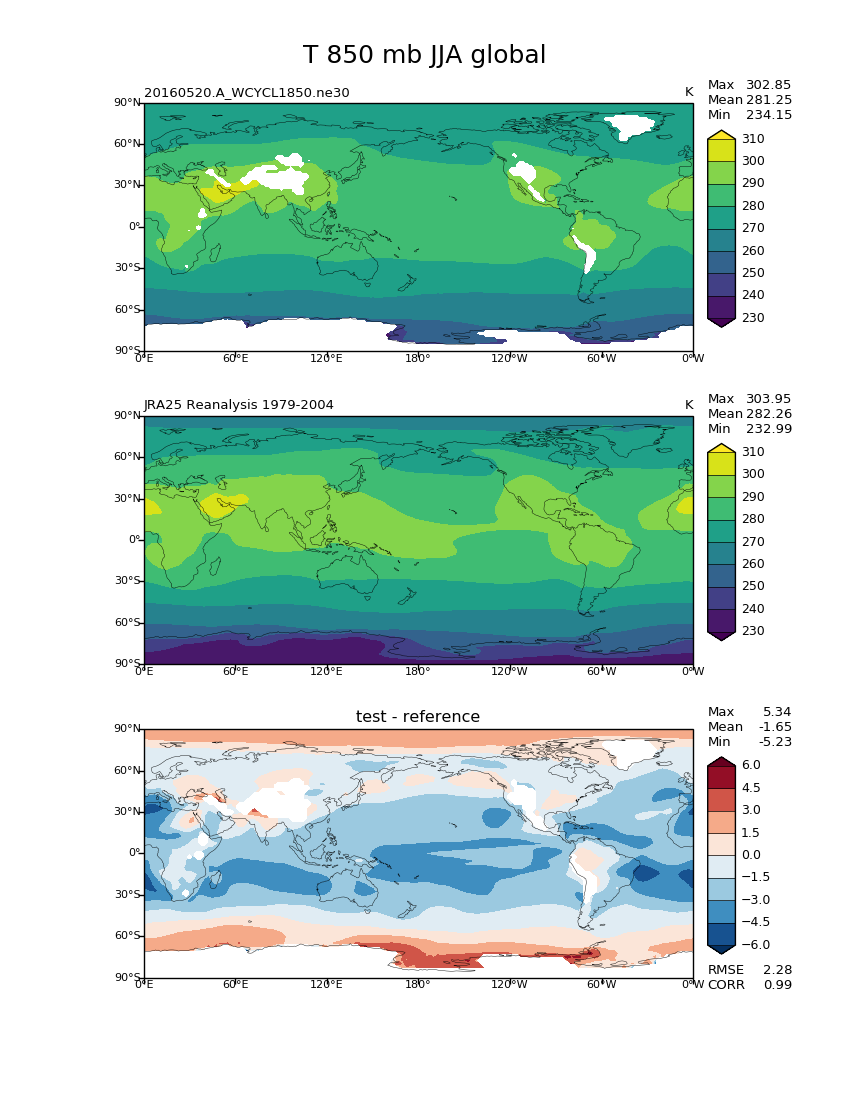 T 850 mb JJA global
20160520.A_WCYCL1850.ne30 K
Max 302.85
Mean 281.25
Min 234.15
90°N
60°N
30°N
0°
30°S
60°S
90°S
0°E 60°E 120°E 180° 120°W 60°W 0°W
310
300
290
280
270
260
250
240
230
JRA25 Reanalysis 1979-2004 K
Max 303.95
Mean 282.26
Min 232.99
90°N
60°N
30°N
0°
30°S
60°S
90°S
0°E 60°E 120°E 180° 120°W 60°W 0°W
310
300
290
280
270
260
250
240
230
test - reference
Max 5.34
Mean -1.65
Min -5.23
90°N
60°N
30°N
0°
30°S
60°S
90°S
0°E 60°E 120°E 180° 120°W 60°W 0°W
6.0
4.5
3.0
1.5
0.0
−1.5
−3.0
−4.5
−6.0
RMSE 2.28
CORR 0.99